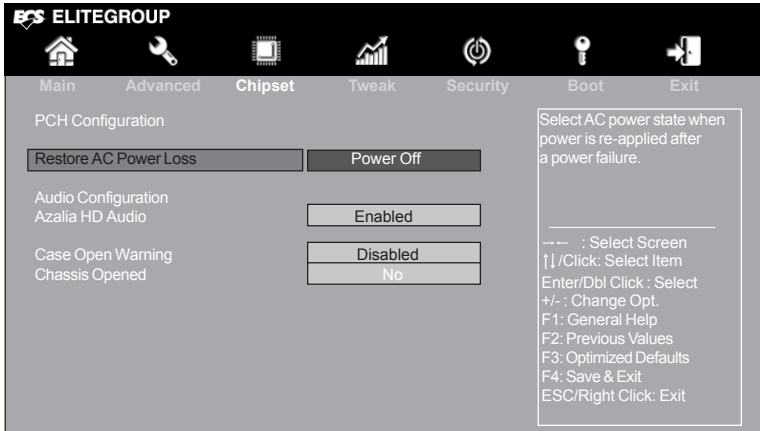 ECS ELITEGROUP
Main Advanced Chipset Tweak Security Boot Exit
PCH Configuration
Restore AC Power Loss Power Off
Audio Configuration
Azalia HD Audio Enabled
Case Open Warning Disabled
Chassis Opened No
Select AC power state when
power is re-applied after
a power failure.
→← : Select Screen
↑↓/Click: Select Item
Enter/Dbl Click : Select
+/- : Change Opt.
F1: General Help
F2: Previous Values
F3: Optimized Defaults
F4: Save & Exit
ESC/Right Click: Exit